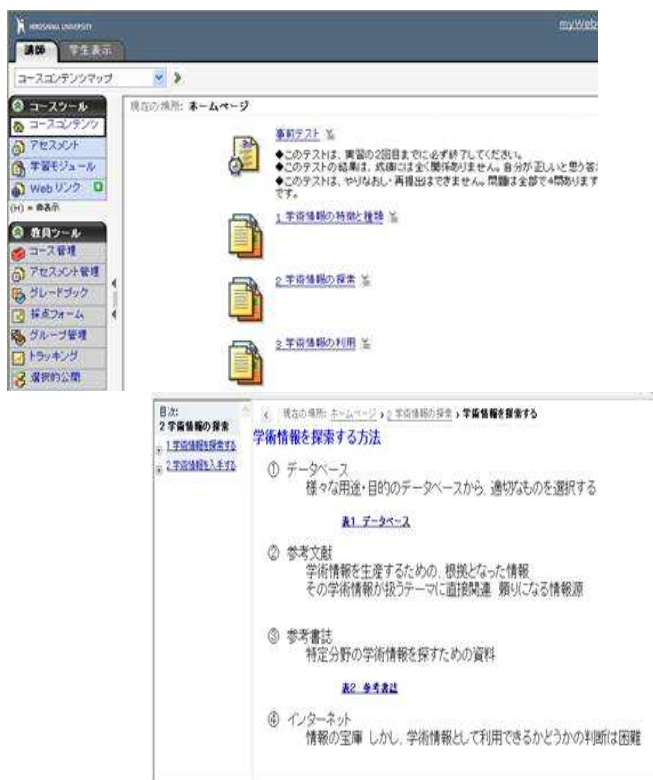 HIROSHIMA UNIVERSITY
myWeb
講師 学生表示
コースコンテンツマップ
コースツール
コースコンテンツ
アセスメント
学習モジュール
Web リンク
(H) = 非表示
教員ツール
コース管理
アセスメント管理
グレードブック
採点フォーム
グループ管理
トラッキング
選択的公開
現在の場所: ホームページ
事前テスト
◆このテストは、実習の2回目までに必ず終了してください。
◆このテストの結果は、成績には全く関係ありません。自分が正しいと思う答
◆このテストは、やりなおし・再提出はできません。問題は全部で4問あります
です。
1 学術情報の特徴と種類
2 学術情報の探索
3 学術情報の利用
目次:
2 学術情報の探索
1 学術情報を探索する
2 学術情報を入手する
現在の場所: ホームページ › 2 学術情報の探索 › 学術情報を探索する
学術情報を探索する方法
① データベース
様々な用途・目的のデータベースから、適切なものを選択する
表1 データベース
② 参考文献
学術情報を生産するための、根拠となった情報
その学術情報が扱うテーマに直接関連 頼りになる情報源
③ 参考書誌
特定分野の学術情報を探すための資料
表2 参考書誌
④ インターネット
情報の宝庫 しかし、学術情報として利用できるかどうかの判断は困難